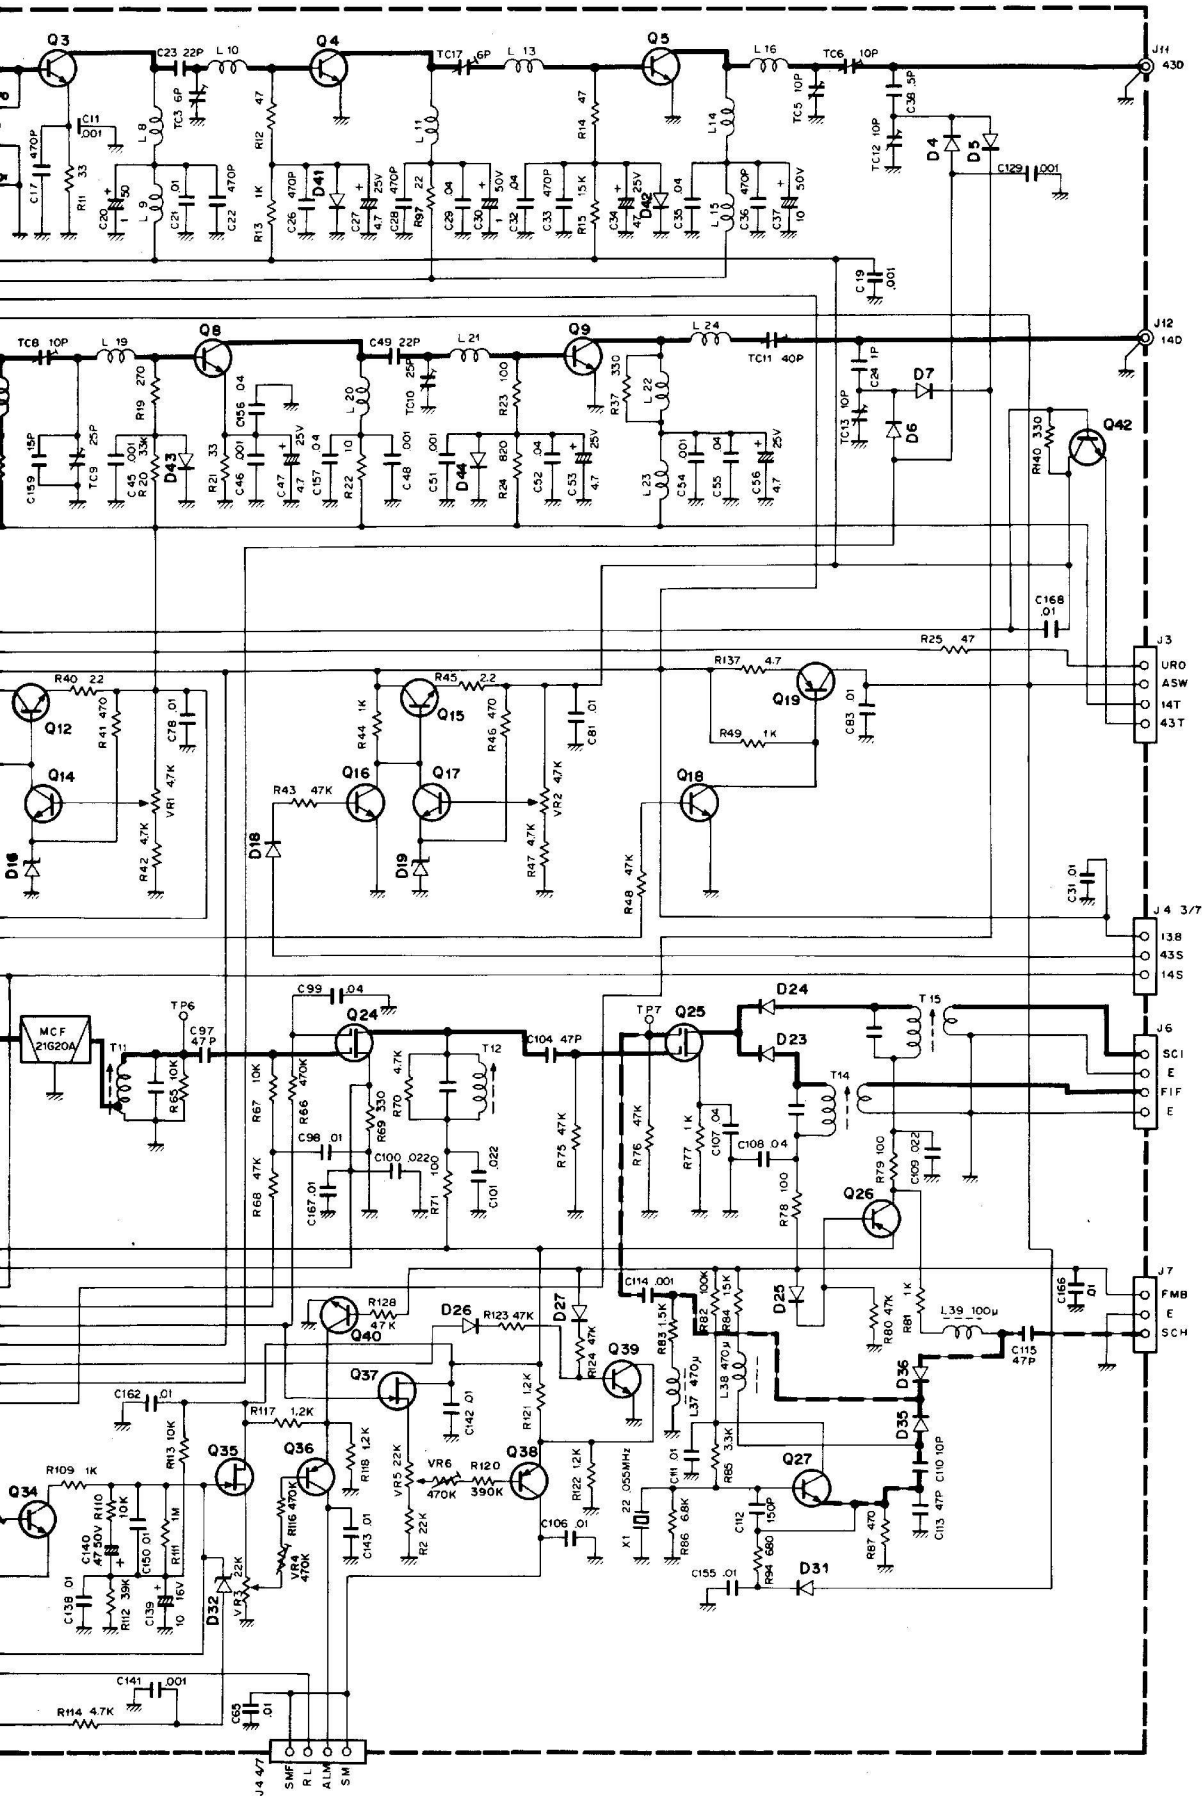 Q3
C23 22P
L 10
Q4
TC17
6P
L 13
Q5
L 16
TC6
10P
J11
43D
TC3 6P
R12 47
R14 47
TC5 10P
C38 .5P
C11
.001
L 8
L 11
L14
TC12 10P
D4
D5
C17 470P
R11 33
C20 1 50
L 9
C21 .01
C22 470P
R13 1K
C26 470P
D41
C27 4.7 25V
C28 470P
R97 22
C29 .04
C30 1 50V
C32 .04
C33 470P
R15 15K
C34 47 25V
D42
C35 .04
L15
C36 470P
C37 10 50V
C129 .001
C 19 .001
TC8 10P
L 19
Q8
C49 22P
L 21
Q9
L 24
TC11 40P
J12
14D
R19 270
C156 .04
L 20
TC10 25P
R23 100
R37 330
L 22
C24 1P
D7
TC13 10P
D6
R140 330
Q42
C159 15P
TC9 25P
C45 .001
R20 33K
D43
R21 33
C46 .001
C47 4.7 25V
C157 .04
R22 10
C48 .001
C51 .001
D44
R24 820
C52 .04
C53 4.7 25V
L23
C54 .001
C55 .04
C56 4.7 25V
C168
.01
R25 47
J3
URO
ASW
14T
43T
R40 22
Q12
R41 470
C78 .01
R44 1K
R45 2.2
Q15
R46 470
C81 .01
R137 4.7
Q19
C83 .01
R49 1K
Q14
VR1 4.7K
R43 47K
Q16
Q17
VR2 4.7K
Q18
D16
R42 4.7K
D18
D19
R47 4.7K
R48 47K
C31 .01
J 4 3/7
13.8
43S
14S
MCF
21G20A
T11
TP6
C97
47P
R65 10K
C99 .04
Q24
R67 10K
R66 470K
R70 4.7K
T12
C104 47P
TP7
Q25
D24
D23
T 15
T14
J6
SCI
E
FIF
E
R69 330
C98 .01
R68 47K
C167 .01
C100 .022
R71 100
C101 .022
R75 47K
R76 47K
R77 1K
C107 .04
C108 .04
R78 100
R79 100
C109 .022
Q26
J7
FMB
E
SCH
C114 .001
D27
R82 100K
R84 15K
D25
R80 47K
R81 1K
L39 100μ
C166 .01
C115
47P
R128
47K
Q40
D26
R123 47K
R124 47K
Q39
R83 1.5K
L37 470μ
L38 470μ
D36
D35
Q37
C162 .01
R117 1.2K
C142 .01
R121 1.2K
R113 10K
Q35
Q36
R118 1.2K
VR5 22K
VR6
470K
R120
390K
Q38
R122 1.2K
X1 22.055MHz
C111 .01
R85 3.3K
Q27
C110 10P
R109 1K
Q34
R110 10K
C140 .47 50V
C150 .01
R111 1M
R116 470K
VR4 470K
C143 .01
R2 22K
C106 .01
R86 6.8K
C112 150P
R94 680
R87 470
C113 47P
C138 .01
R112 39K
C139 10 16V
D32
VR3 22K
C155 .01
D31
C141 .001
R114 4.7K
C65 .01
J4 4/7
SMF
RL
ALM
SM